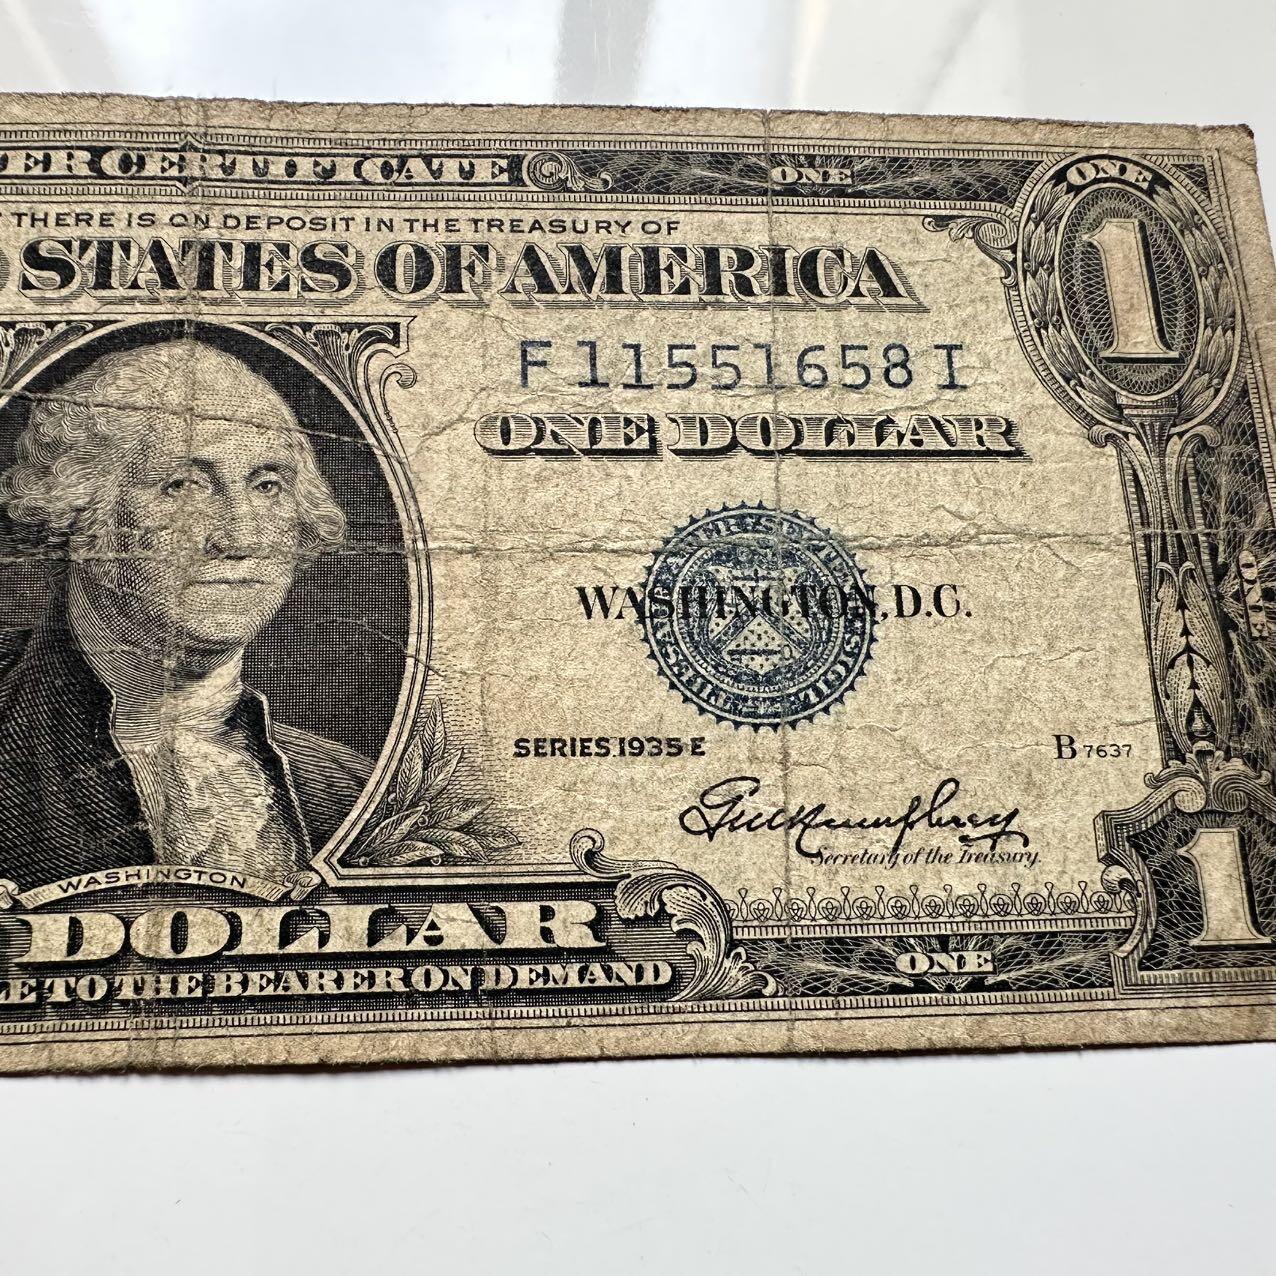 ER CERTIFICATE
ONE
ONE
THERE IS ON DEPOSIT IN THE TREASURY OF
STATES OF AMERICA
1
F 11551658 I
ONE DOLLAR
WASHINGTON, D.C.
ONE
SERIES 1935 E
B 7637
Secretary of the Treasury.
WASHINGTON
1
DOLLAR
ONE
LE TO THE BEARER ON DEMAND